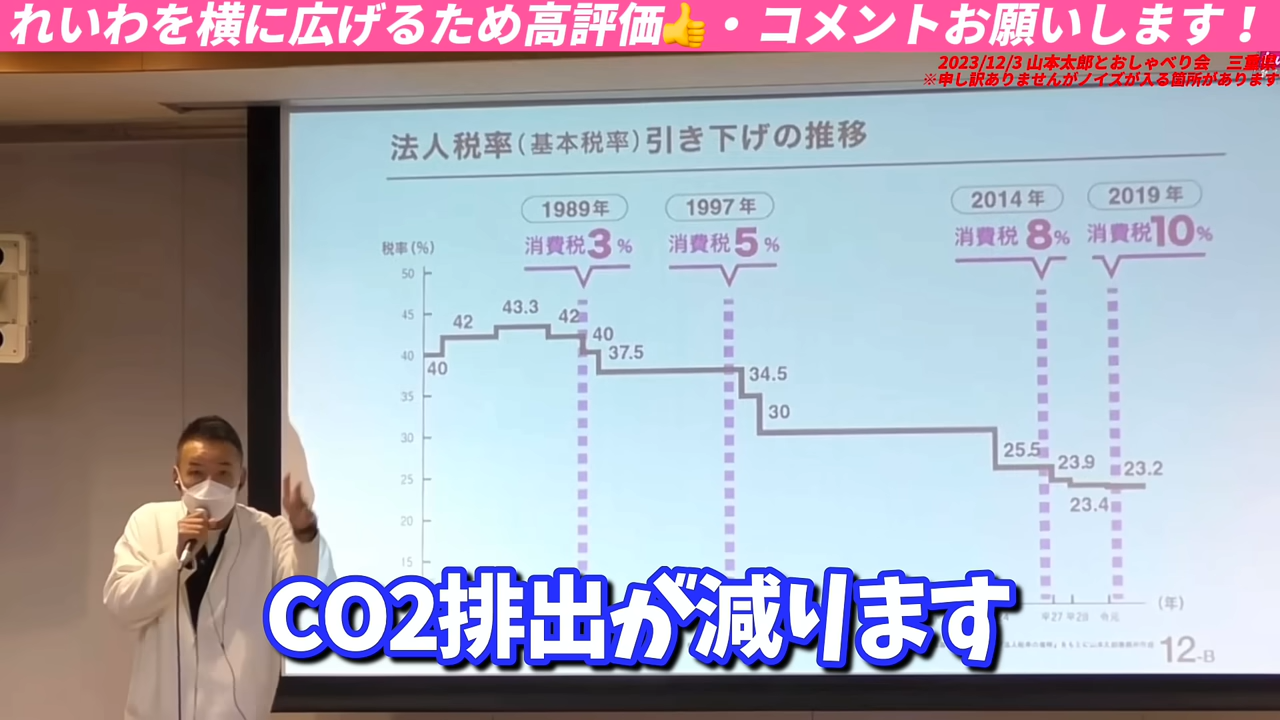 れいわを横に広げるため高評価👍・コメントお願いします！
2023/12/3 山本太郎とおしゃべり会　三重県
※申し訳ありませんがノイズが入る箇所があります
法人税率(基本税率)引き下げの推移
1989年
1997年
2014年
2019年
消費税3%
消費税5%
消費税8%
消費税10%
税率(%)
50
45
40
35
30
25
20
15
40
42
43.3
42
40
37.5
34.5
30
25.5
23.9
23.4
23.2
平27 平28 令元
(年)
12-B
CO2排出が減ります